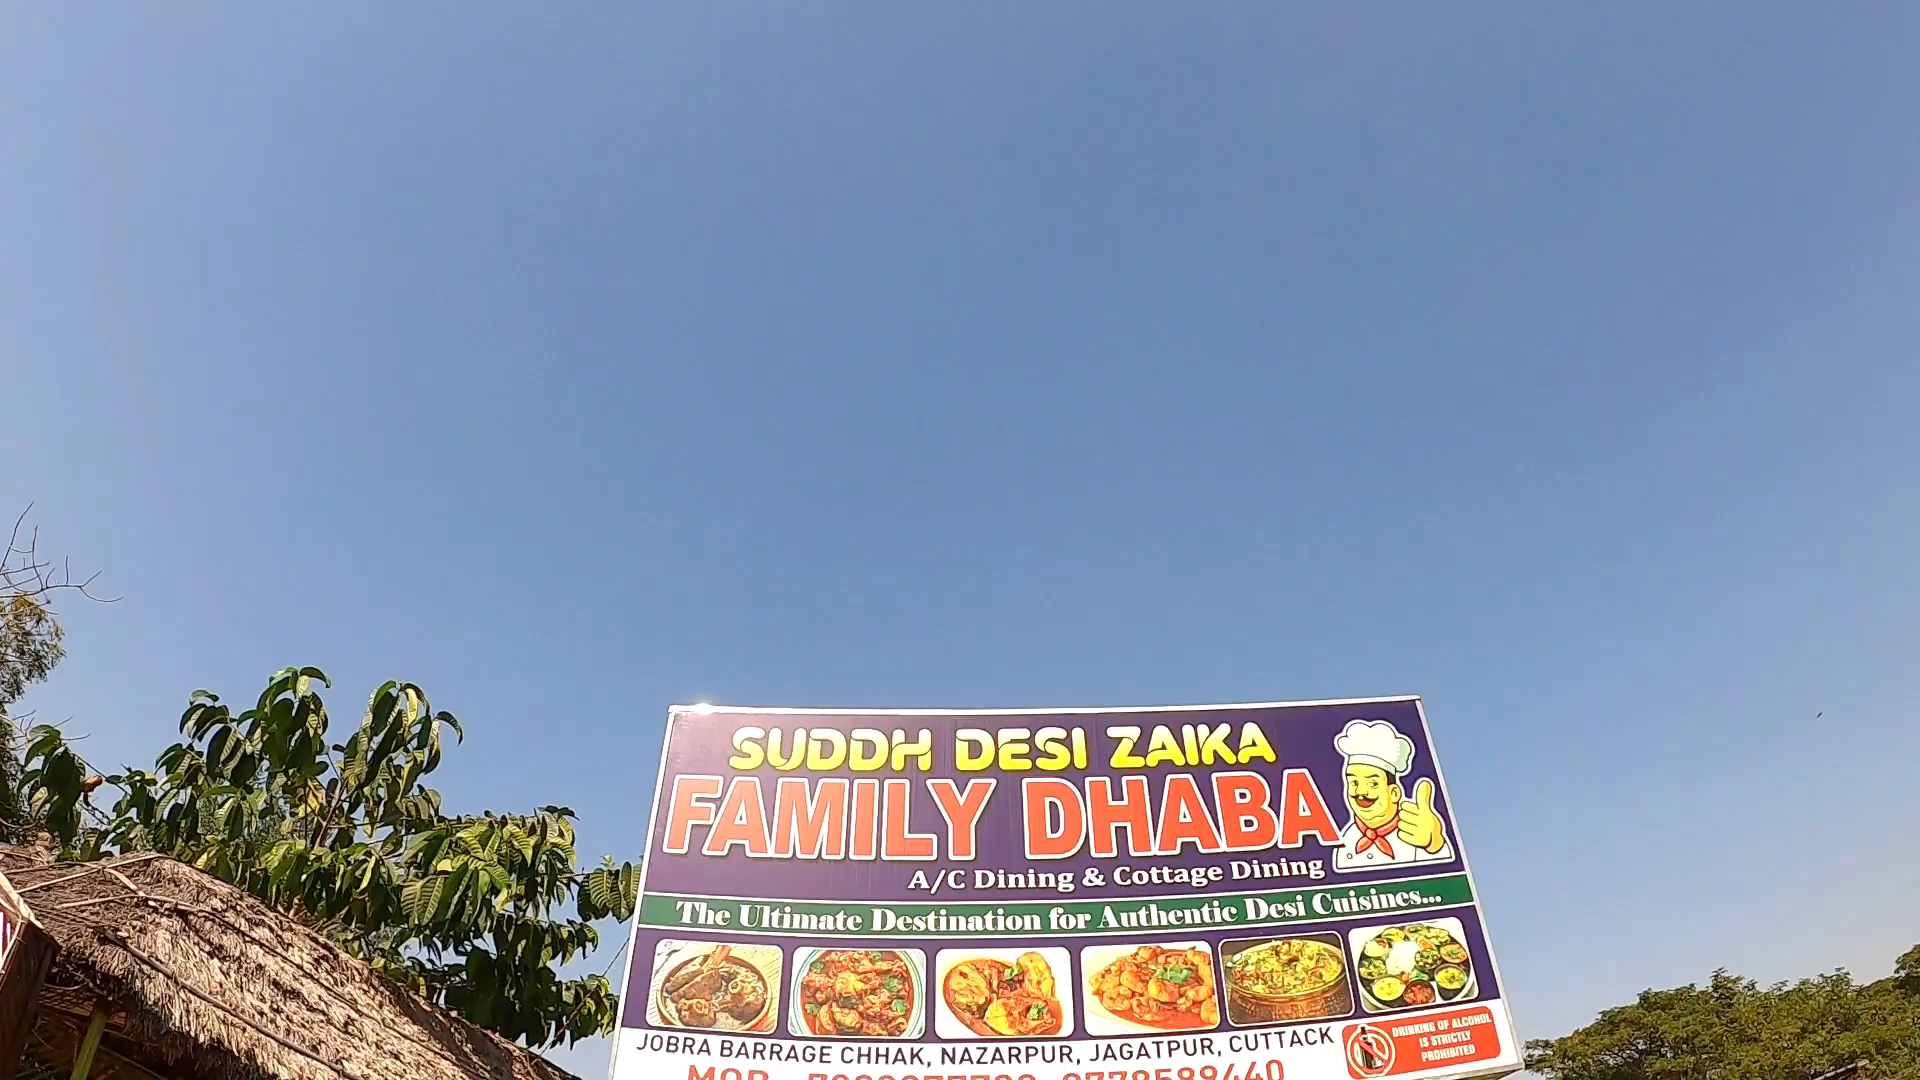 SUDDH DESI ZAIKA
FAMILY DHABA
A/C Dining & Cottage Dining
The Ultimate Destination for Authentic Desi Cuisines...
JOBRA BARRAGE CHHAK, NAZARPUR, JAGATPUR, CUTTACK
DRINKING OF ALCOHOL
IS STRICTLY
PROHIBITED
MOB